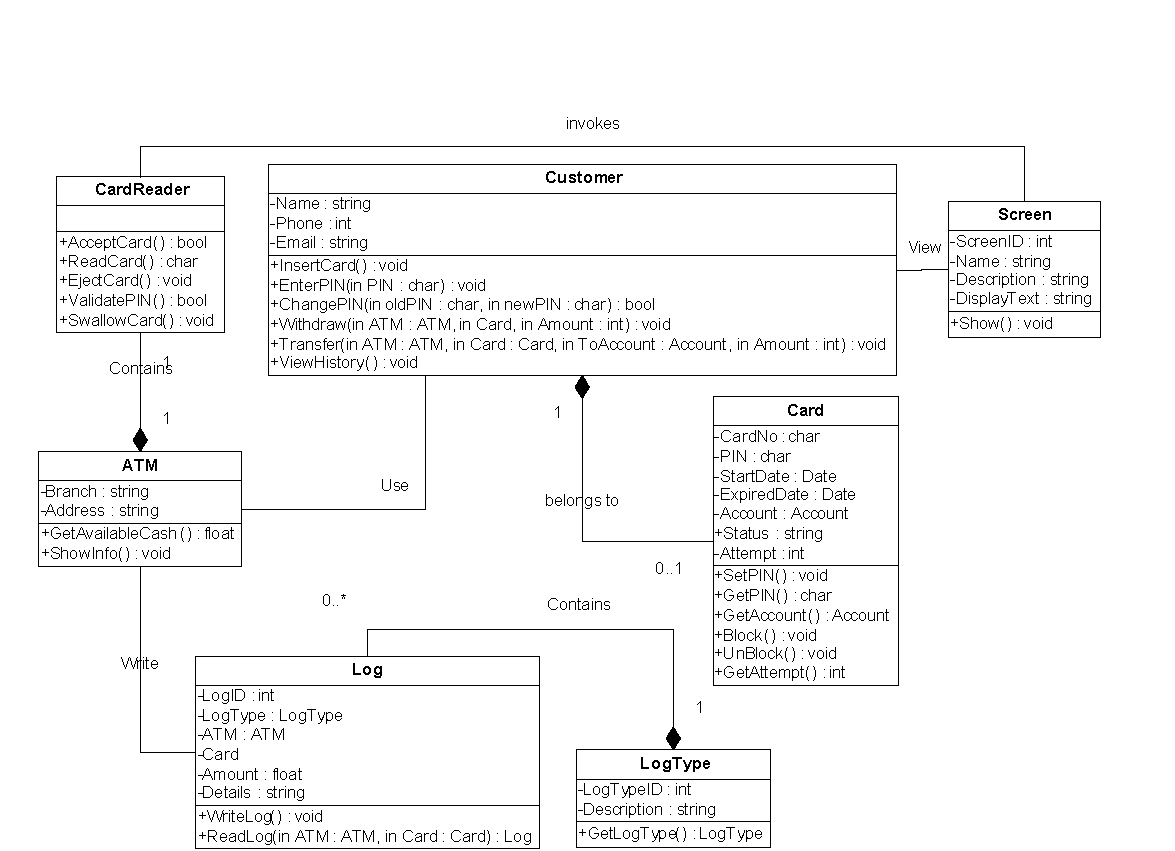 invokes
CardReader
+AcceptCard() : bool
+ReadCard() : char
+EjectCard() : void
+ValidatePIN() : bool
+SwallowCard() : void
Customer
-Name : string
-Phone : int
-Email : string
+InsertCard() : void
+EnterPIN(in PIN : char) : void
+ChangePIN(in oldPIN : char, in newPIN : char) : bool
+Withdraw(in ATM : ATM, in Card, in Amount : int) : void
+Transfer(in ATM : ATM, in Card : Card, in ToAccount : Account, in Amount : int) : void
+ViewHistory() : void
View
Screen
-ScreenID : int
-Name : string
-Description : string
-DisplayText : string
+Show() : void
1
Contains
1
ATM
-Branch : string
-Address : string
+GetAvailableCash() : float
+ShowInfo() : void
Use
1
belongs to
0..1
Card
-CardNo : char
-PIN : char
-StartDate : Date
-ExpiredDate : Date
-Account : Account
+Status : string
-Attempt : int
+SetPIN() : void
+GetPIN() : char
+GetAccount() : Account
+Block() : void
+UnBlock() : void
+GetAttempt() : int
Write
0..*
Contains
1
Log
-LogID : int
-LogType : LogType
-ATM : ATM
-Card
-Amount : float
-Details : string
+WriteLog() : void
+ReadLog(in ATM : ATM, in Card : Card) : Log
LogType
-LogTypeID : int
-Description : string
+GetLogType() : LogType